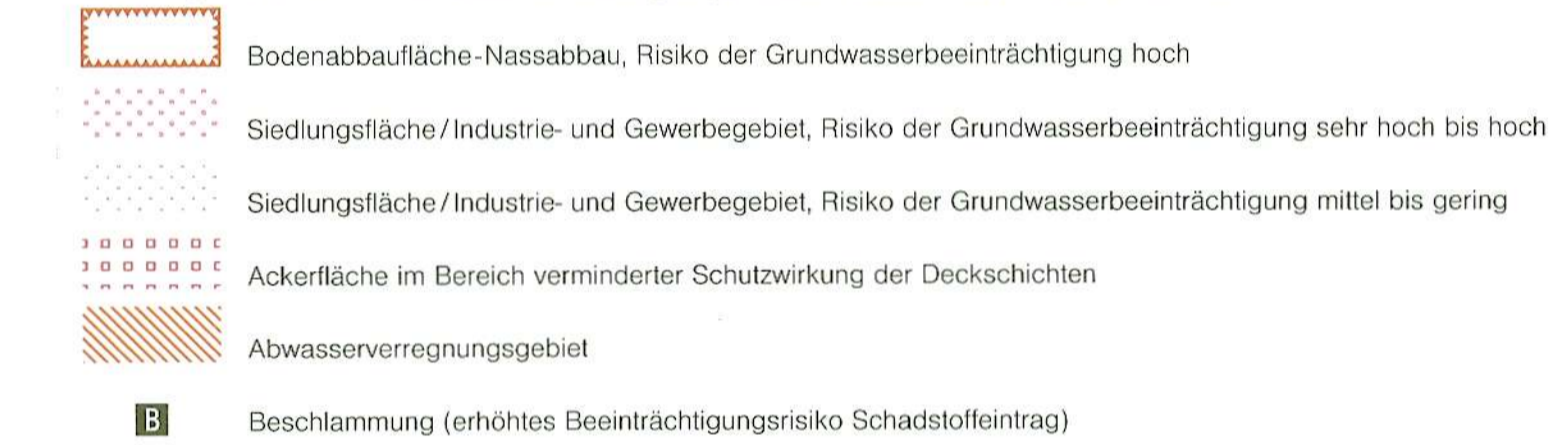 Bodenabbaufläche-Nassabbau, Risiko der Grundwasserbeeinträchtigung hoch
Siedlungsfläche/Industrie- und Gewerbegebiet, Risiko der Grundwasserbeeinträchtigung sehr hoch bis hoch
Siedlungsfläche/Industrie- und Gewerbegebiet, Risiko der Grundwasserbeeinträchtigung mittel bis gering
Ackerfläche im Bereich verminderter Schutzwirkung der Deckschichten
Abwasserverregnungsgebiet
B Beschlammung (erhöhtes Beeinträchtigungsrisiko Schadstoffeintrag)